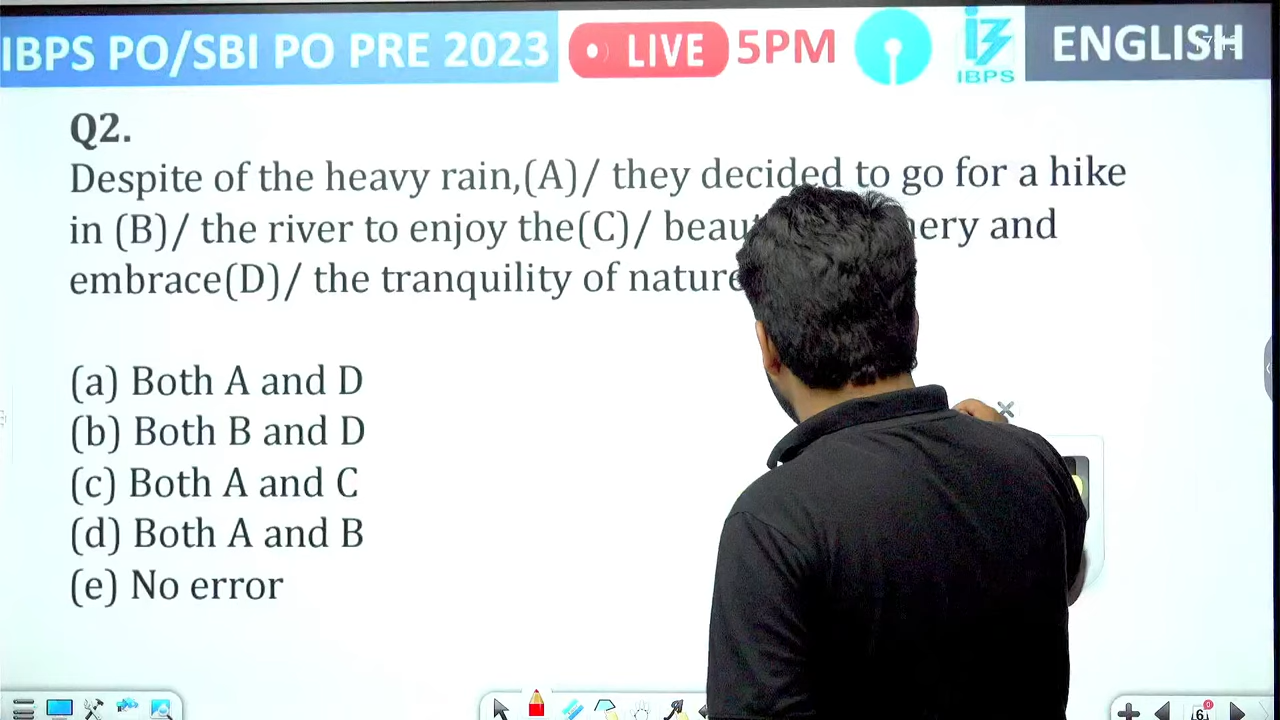 IBPS PO/SBI PO PRE 2023 LIVE 5PM IBPS ENGLISH
Q2.
Despite of the heavy rain,(A)/ they decided to go for a hike
in (B)/ the river to enjoy the(C)/ and
embrace(D)/ the tranquility of nature
(a) Both A and D
(b) Both B and D
(c) Both A and C
(d) Both A and B
(e) No error